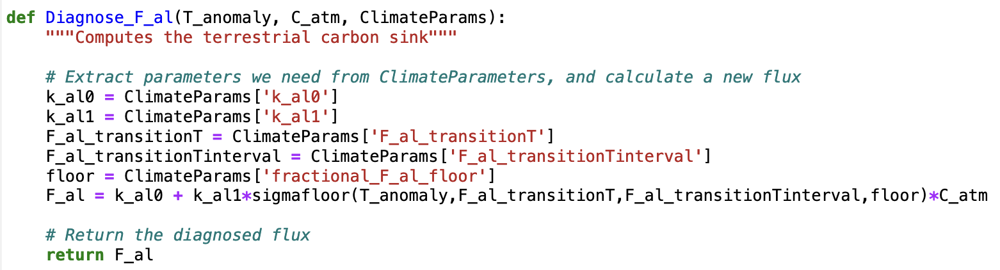 def Diagnose_F_al(T_anomaly, C_atm, ClimateParams):
    """Computes the terrestrial carbon sink"""

    # Extract parameters we need from ClimateParameters, and calculate a new flux
    k_al0 = ClimateParams['k_al0']
    k_al1 = ClimateParams['k_al1']
    F_al_transitionT = ClimateParams['F_al_transitionT']
    F_al_transitionTinterval = ClimateParams['F_al_transitionTinterval']
    floor = ClimateParams['fractional_F_al_floor']
    F_al = k_al0 + k_al1*sigmafloor(T_anomaly,F_al_transitionT,F_al_transitionTinterval,floor)*C_atm

    # Return the diagnosed flux
    return F_al